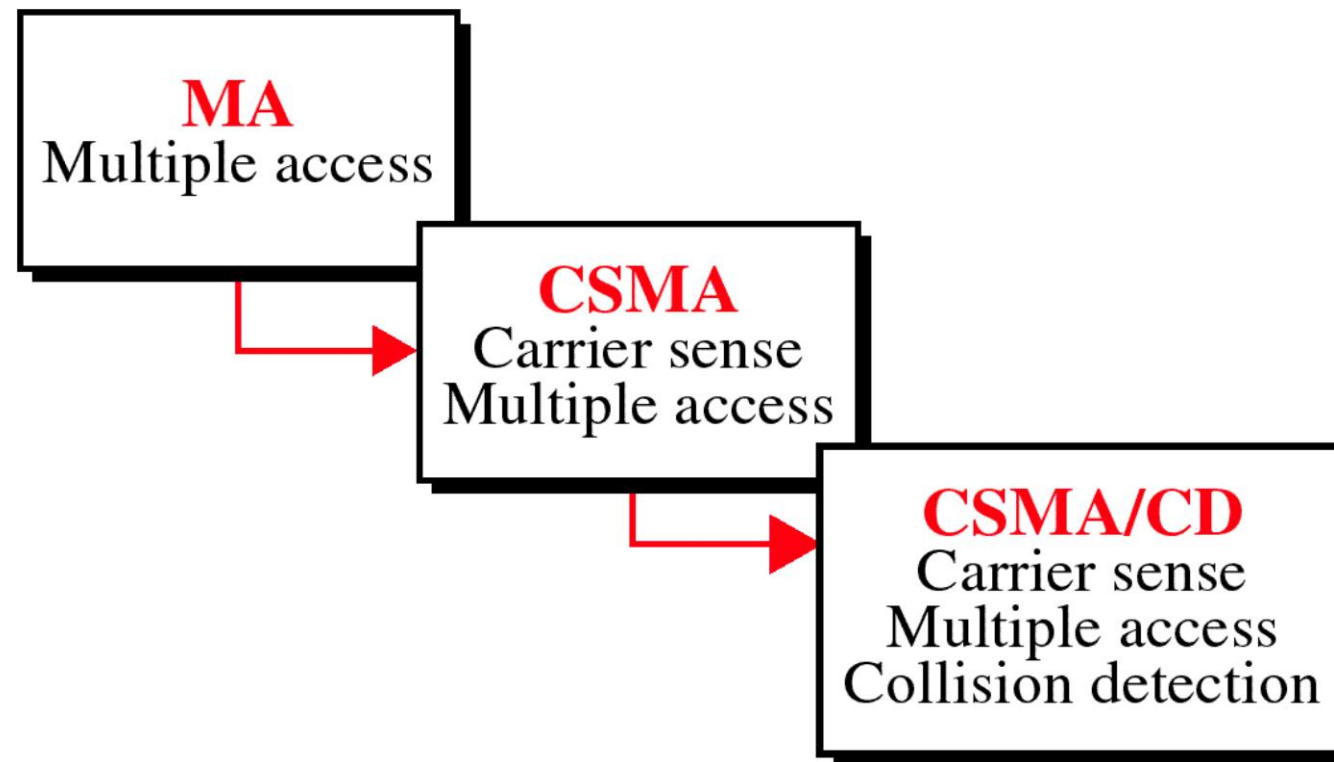 MA
Multiple access
CSMA
Carrier sense
Multiple access
CSMA/CD
Carrier sense
Multiple access
Collision detection